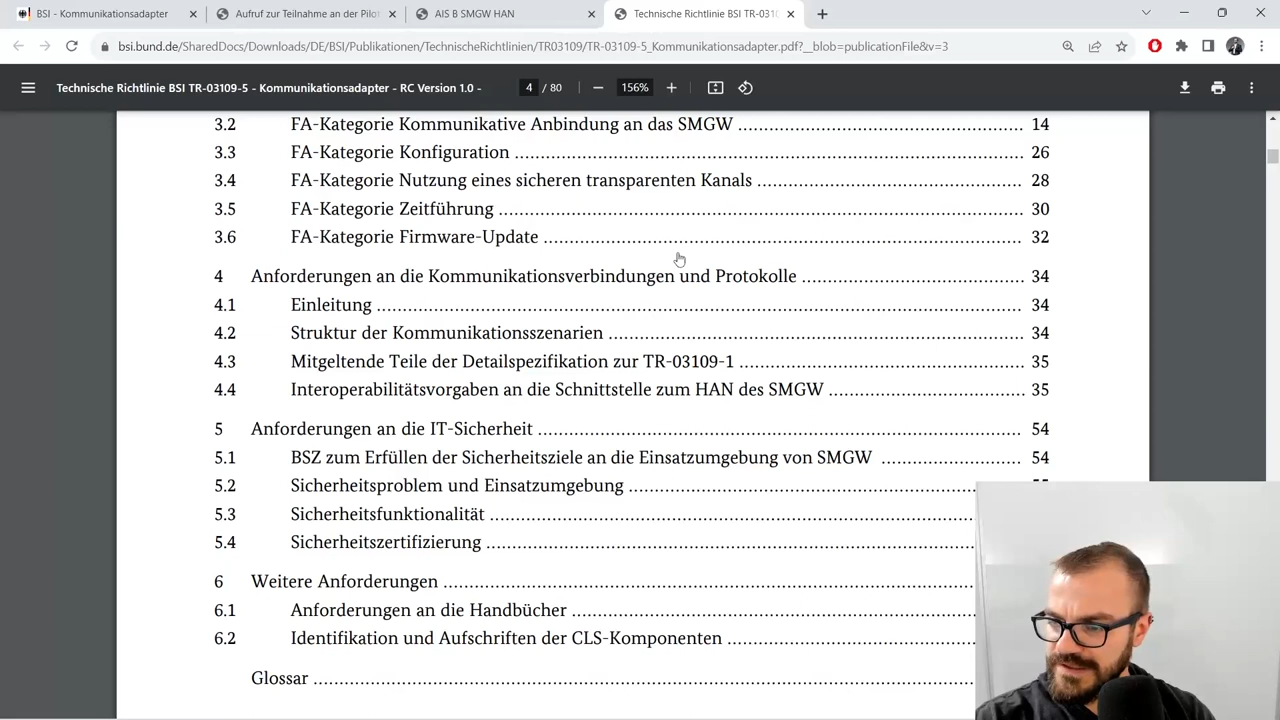 BSI - Kommunikationsadapter
Aufruf zur Teilnahme an der Pilot
AIS B SMGW HAN
Technische Richtlinie BSI TR-0310
bsi.bund.de/SharedDocs/Downloads/DE/BSI/Publikationen/TechnischeRichtlinien/TR03109/TR-03109-5_Kommunikationsadapter.pdf?__blob=publicationFile&v=3
Technische Richtlinie BSI TR-03109-5 - Kommunikationsadapter - RC Version 1.0 -
4 / 80
156%
3.2 FA-Kategorie Kommunikative Anbindung an das SMGW 14
3.3 FA-Kategorie Konfiguration 26
3.4 FA-Kategorie Nutzung eines sicheren transparenten Kanals 28
3.5 FA-Kategorie Zeitführung 30
3.6 FA-Kategorie Firmware-Update 32
4 Anforderungen an die Kommunikationsverbindungen und Protokolle 34
4.1 Einleitung 34
4.2 Struktur der Kommunikationsszenarien 34
4.3 Mitgeltende Teile der Detailspezifikation zur TR-03109-1 35
4.4 Interoperabilitätsvorgaben an die Schnittstelle zum HAN des SMGW 35
5 Anforderungen an die IT-Sicherheit 54
5.1 BSZ zum Erfüllen der Sicherheitsziele an die Einsatzumgebung von SMGW 54
5.2 Sicherheitsproblem und Einsatzumgebung
5.3 Sicherheitsfunktionalität
5.4 Sicherheitszertifizierung
6 Weitere Anforderungen
6.1 Anforderungen an die Handbücher
6.2 Identifikation und Aufschriften der CLS-Komponenten
Glossar